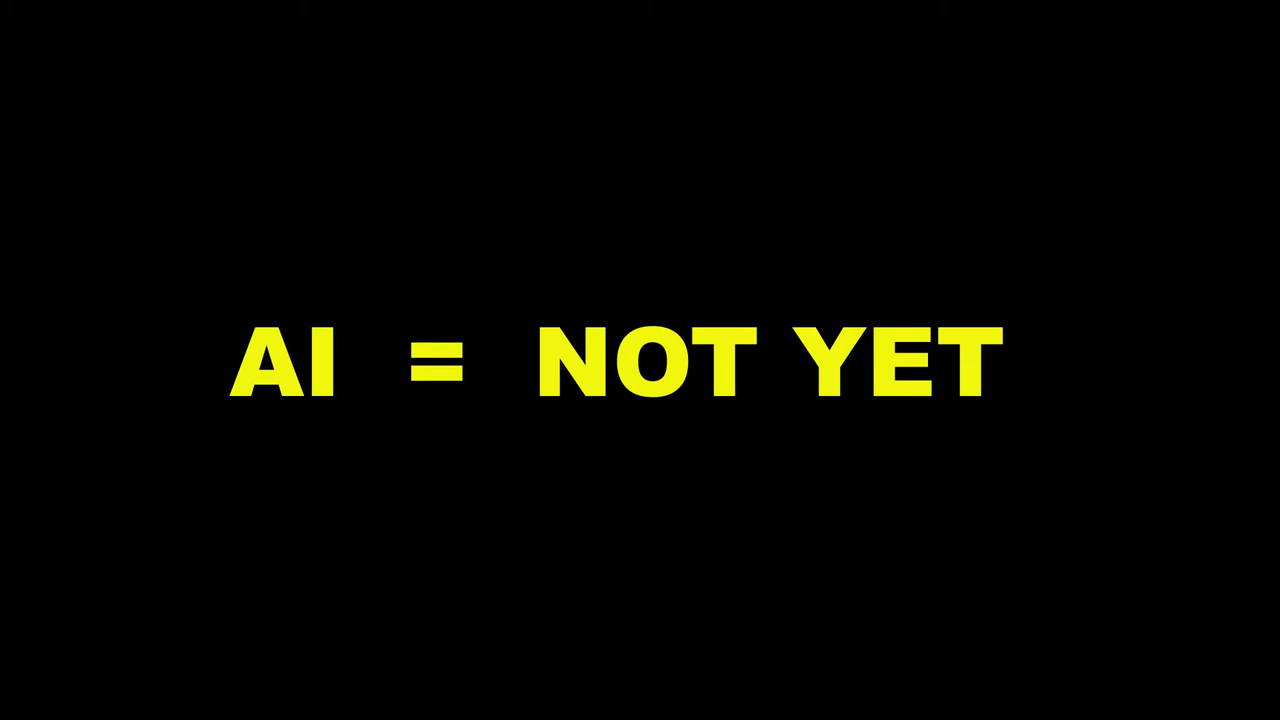 AI = NOT YET